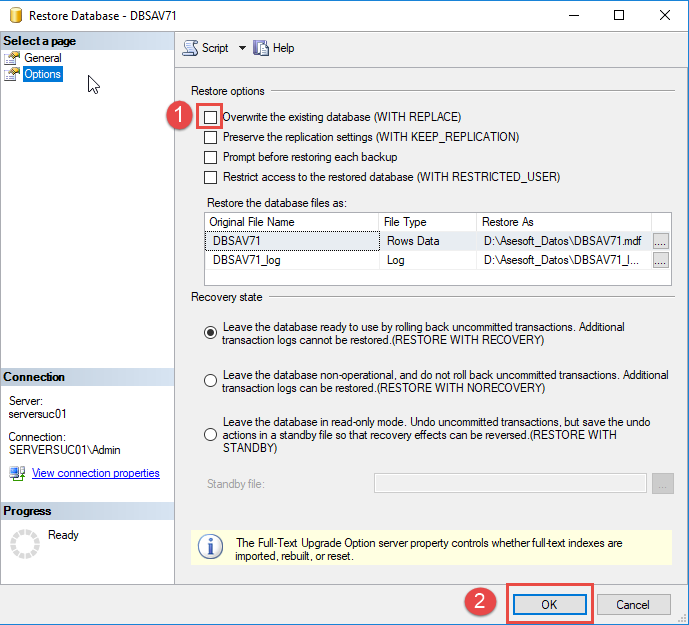 Restore Database - DBSAV71
Select a page
General
Options
Script
Help
Restore options
1
Overwrite the existing database (WITH REPLACE)
Preserve the replication settings (WITH KEEP_REPLICATION)
Prompt before restoring each backup
Restrict access to the restored database (WITH RESTRICTED_USER)
Restore the database files as:
Original File Name File Type Restore As
DBSAV71 Rows Data D:\Asesoft_Datos\DBSAV71.mdf ....
DBSAV71_log Log D:\Asesoft_Datos\DBSAV71_l... ....
Recovery state
Leave the database ready to use by rolling back uncommitted transactions. Additional
transaction logs cannot be restored.(RESTORE WITH RECOVERY)
Leave the database non-operational, and do not roll back uncommitted transactions. Additional
transaction logs can be restored.(RESTORE WITH NORECOVERY)
Leave the database in read-only mode. Undo uncommitted transactions, but save the undo
actions in a standby file so that recovery effects can be reversed.(RESTORE WITH
STANDBY)
Standby file:
...
The Full-Text Upgrade Option server property controls whether full-text indexes are
imported, rebuilt, or reset.
Connection
Server:
serversuc01
Connection:
SERVERSUC01\Admin
View connection properties
Progress
Ready
2
OK
Cancel